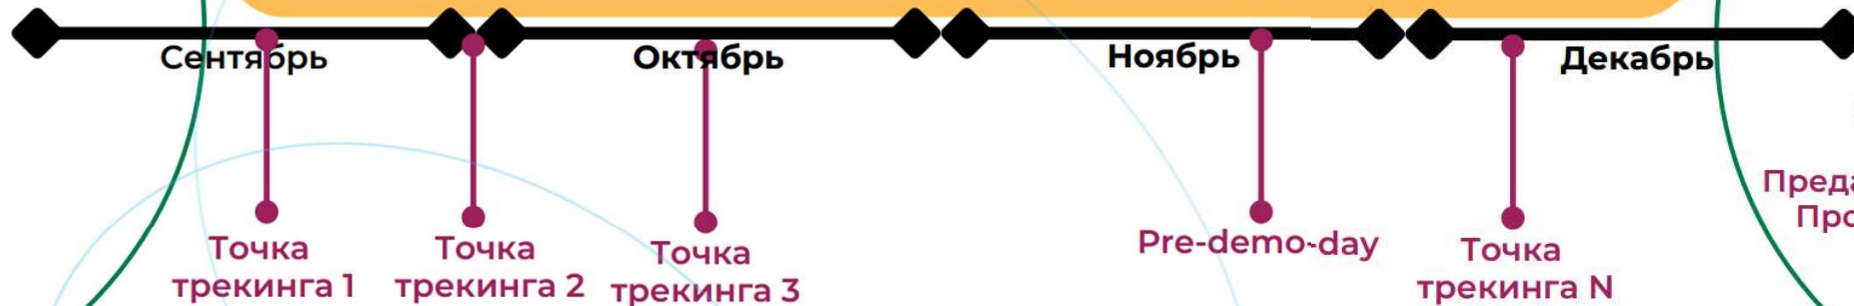 Сентябрь
Октябрь
Ноябрь
Декабрь
Точка
трекинга 1
Точка
трекинга 2
Точка
трекинга 3
Pre-demo-day
Точка
трекинга N